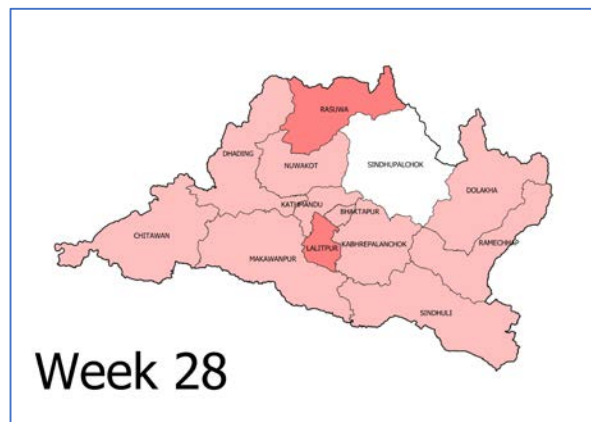 RASUWA
DHADING
NUWAKOT
SINDHUPALCHOK
DOLAKHA
KATHMANDU
BHAKTAPUR
CHITAWAN
LALITPUR
KABHREPALANCHOK
RAMECHHAP
MAKAWANPUR
SINDHULI
Week 28